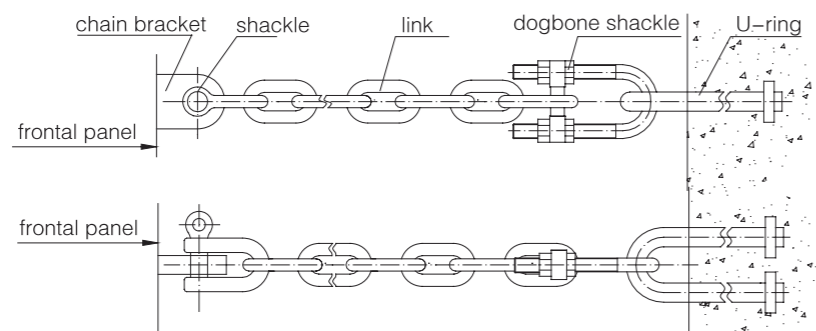 chain bracket
shackle
link
dogbone shackle
U-ring
frontal panel
frontal panel